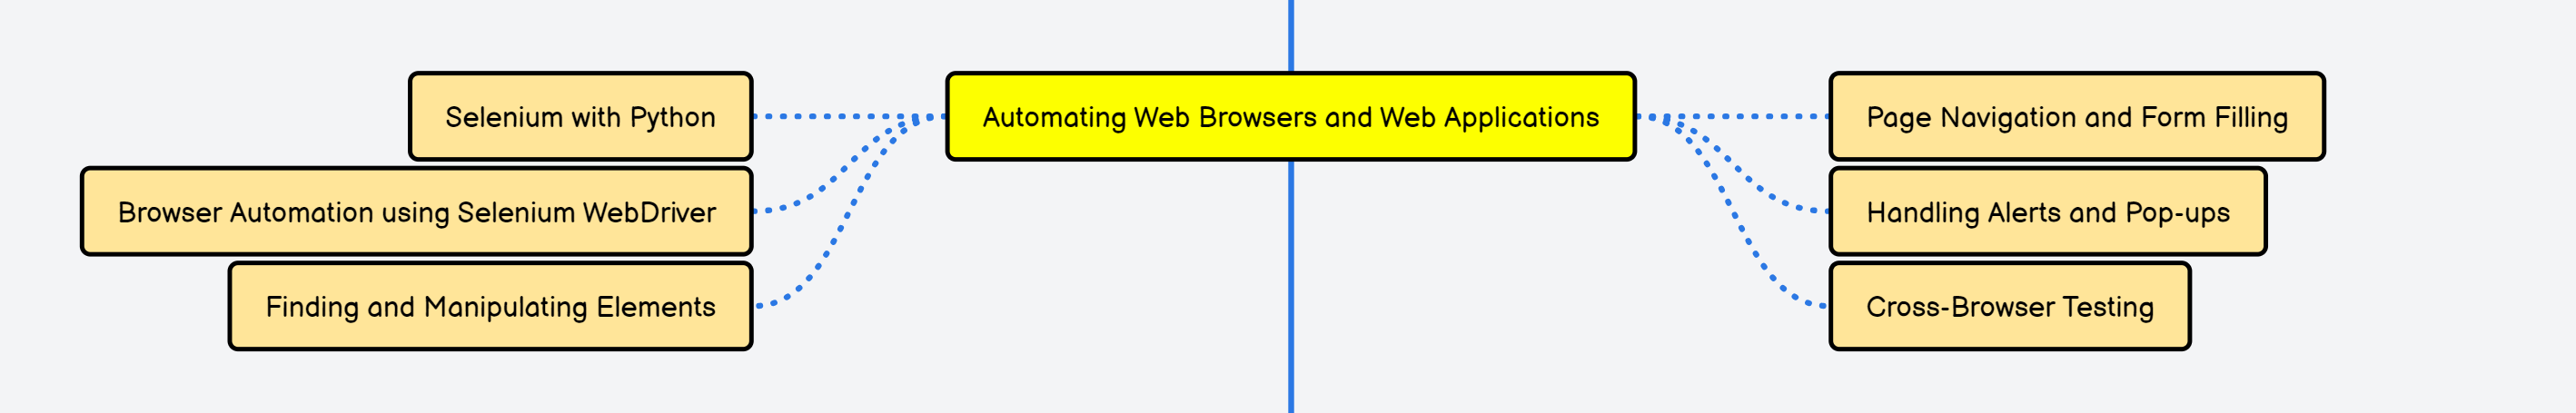 Selenium with Python
Browser Automation using Selenium WebDriver
Finding and Manipulating Elements
Automating Web Browsers and Web Applications
Page Navigation and Form Filling
Handling Alerts and Pop-ups
Cross-Browser Testing